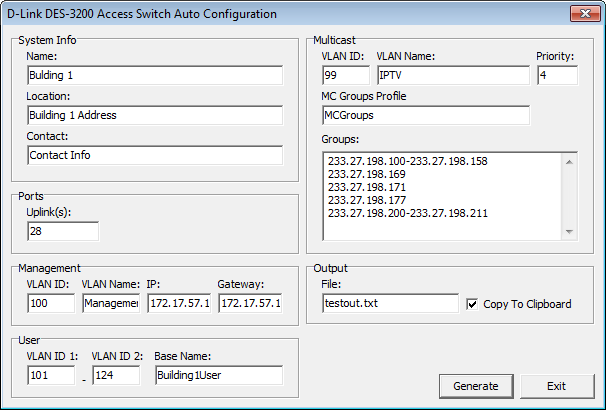 D-Link DES-3200 Access Switch Auto Configuration
System Info
Name:
Bulding 1
Location:
Building 1 Address
Contact:
Contact Info
Ports
Uplink(s):
28
Management
VLAN ID: VLAN Name: IP: Gateway:
100 Managemer 172.17.57.1 172.17.57.1
User
VLAN ID 1: VLAN ID 2: Base Name:
101 - 124 Building1User
Multicast
VLAN ID: VLAN Name: Priority:
99 IPTV 4
MC Groups Profile
MCGroups
Groups:
233.27.198.100-233.27.198.158
233.27.198.169
233.27.198.171
233.27.198.177
233.27.198.200-233.27.198.211
Output
File:
testout.txt Copy To Clipboard
Generate Exit